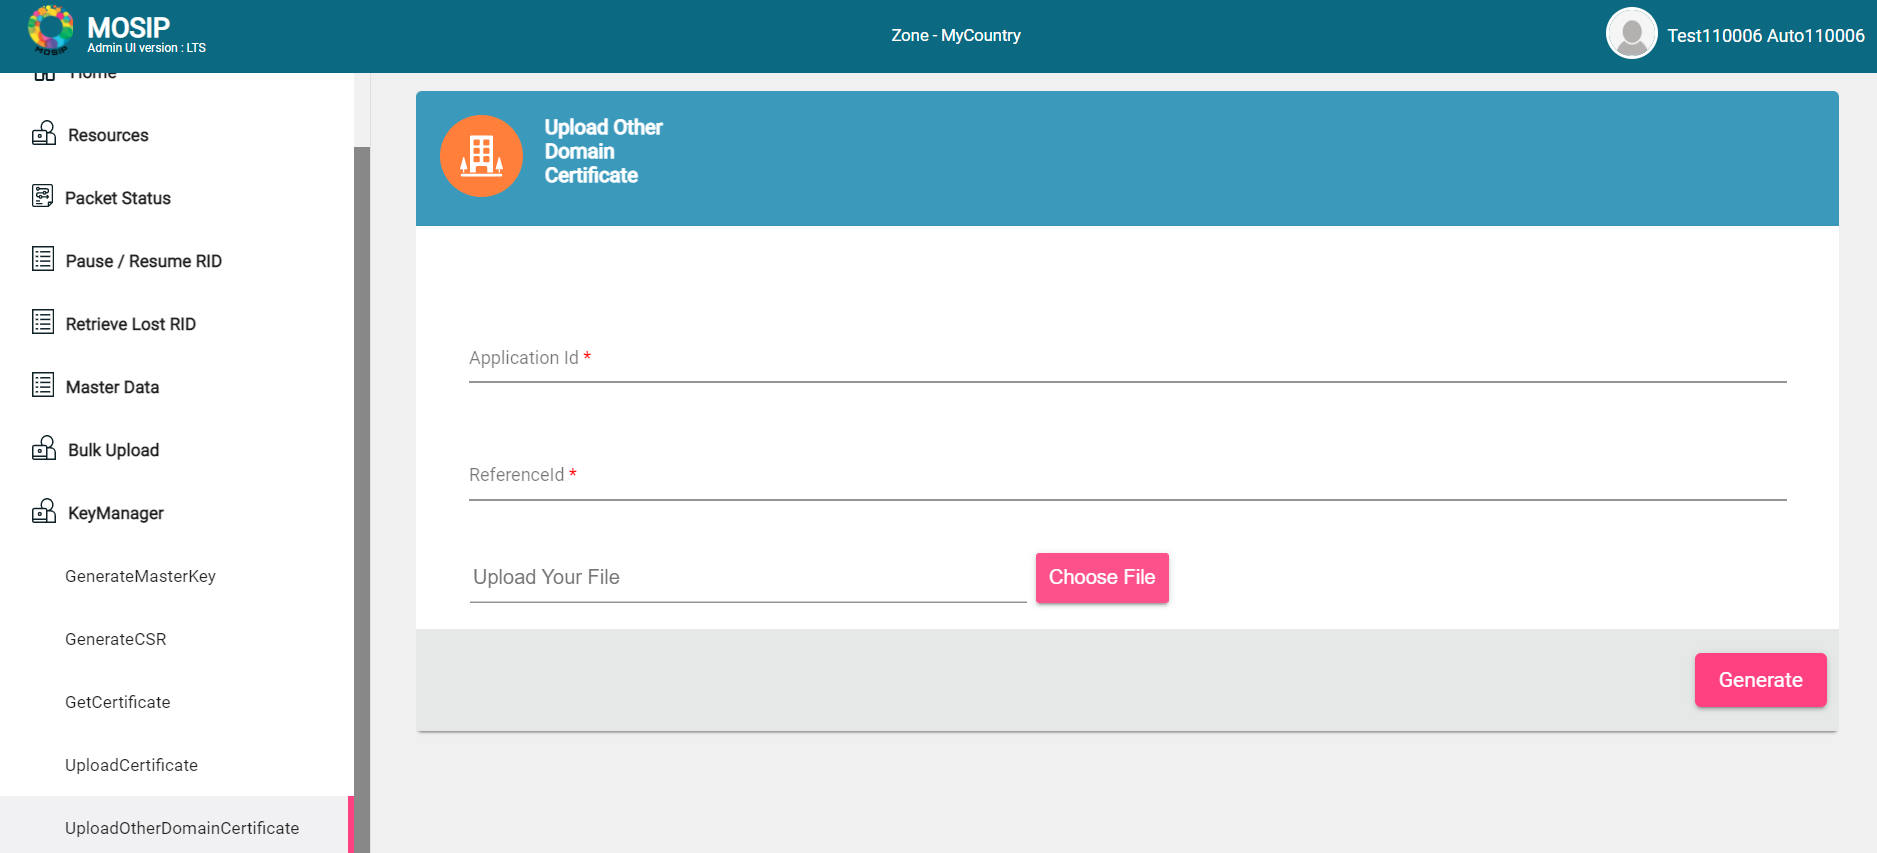 MOSIP
MOSIP
Admin UI version : LTS
Zone - MyCountry
Test110006 Auto110006
Home
Resources
Packet Status
Pause / Resume RID
Retrieve Lost RID
Master Data
Bulk Upload
KeyManager
GenerateMasterKey
GenerateCSR
GetCertificate
UploadCertificate
UploadOtherDomainCertificate
Upload Other
Domain
Certificate
Application Id *
ReferenceId *
Upload Your File
Choose File
Generate